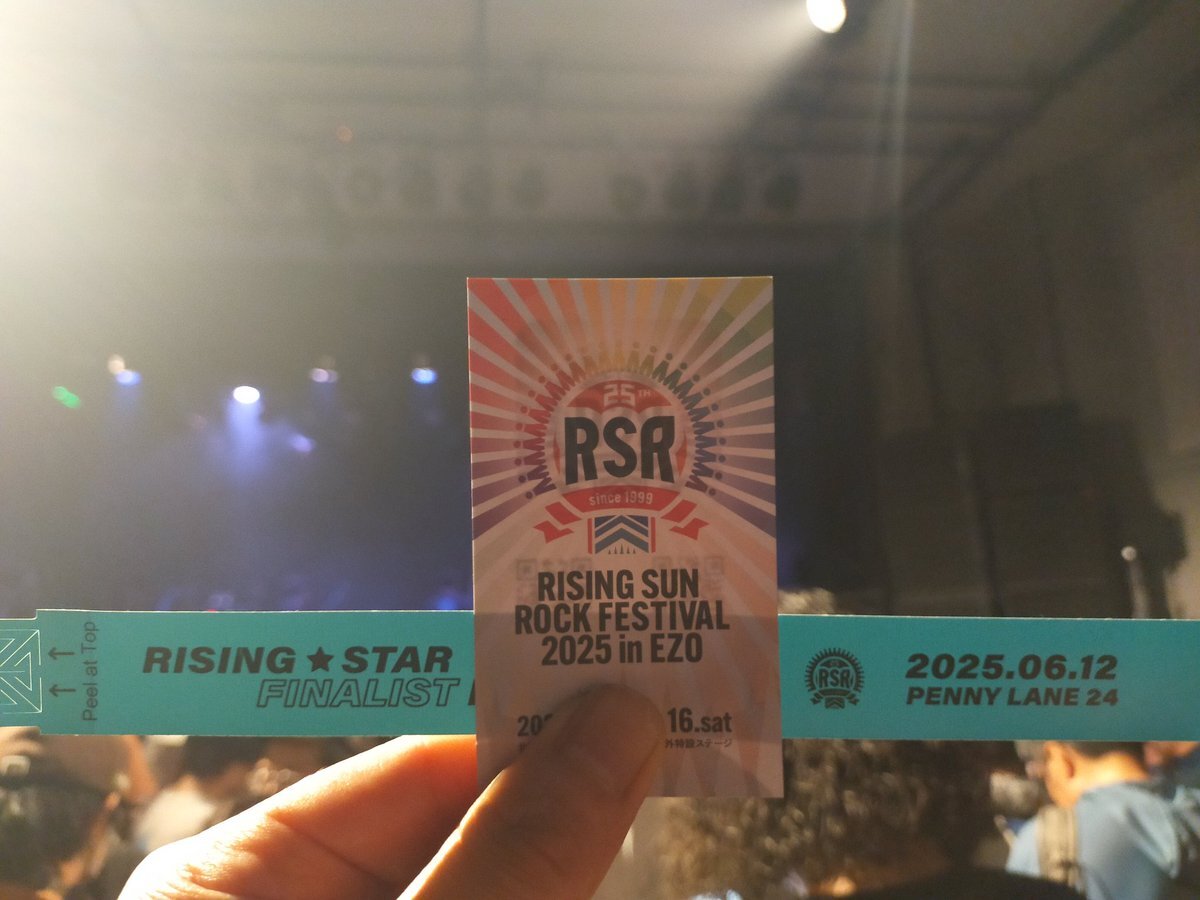 25TH
RSR
since 1999
RISING SUN
ROCK FESTIVAL
2025 in EZO
16.sat
外特設ステージ
Peel at Top
RISING★STAR
FINALIST
RSR
2025.06.12
PENNY LANE 24